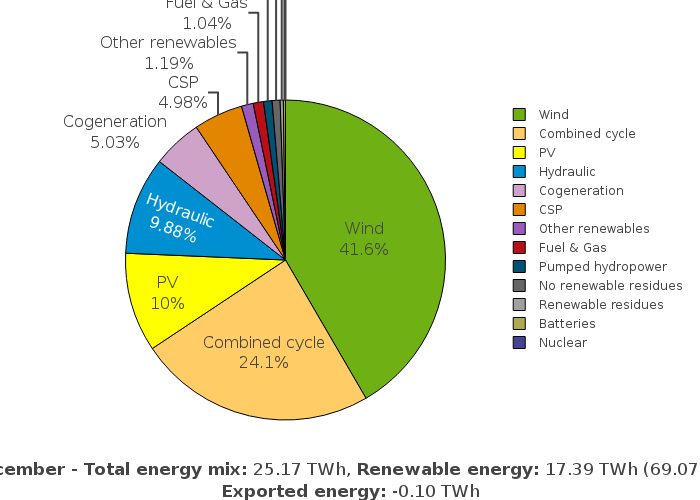 Fuel & Gas
1.04%
Other renewables
1.19%
CSP
4.98%
Cogeneration
5.03%
Hydraulic
9.88%
PV
10%
Combined cycle
24.1%
Wind
41.6%
Wind
Combined cycle
PV
Hydraulic
Cogeneration
CSP
Other renewables
Fuel & Gas
Pumped hydropower
No renewable residues
Renewable residues
Batteries
Nuclear
cember - Total energy mix: 25.17 TWh, Renewable energy: 17.39 TWh (69.07
Exported energy: -0.10 TWh